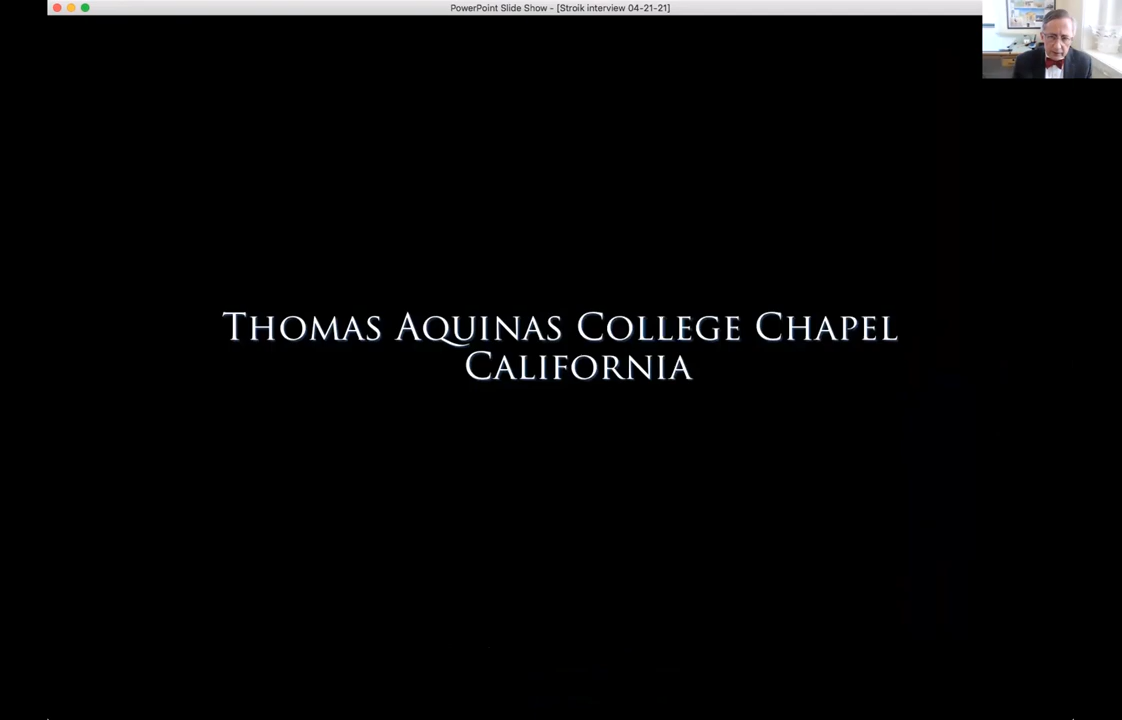 PowerPoint Slide Show - [Stroik interview 04-21-21]
THOMAS AQUINAS COLLEGE CHAPEL
CALIFORNIA